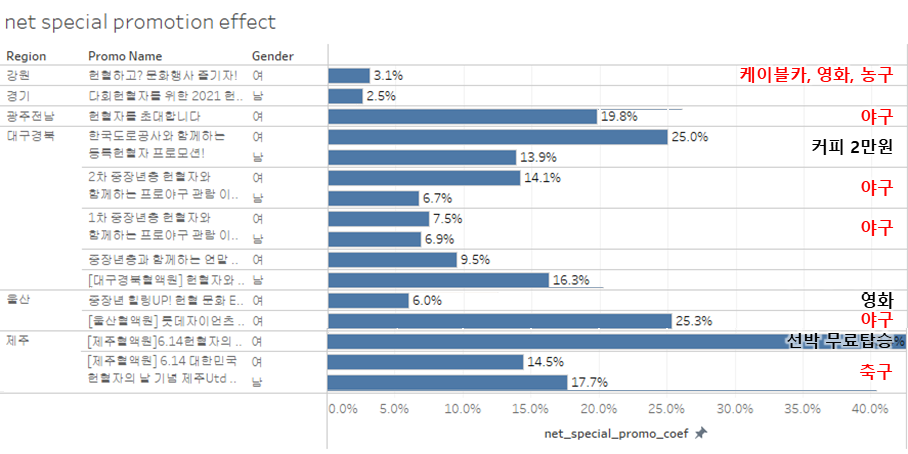 net special promotion effect
Region Promo Name Gender
강원 헌혈하고? 문화행사 즐기자! 여 3.1% 케이블카, 영화, 농구
경기 다회헌혈자를 위한 2021 헌.. 남 2.5%
광주전남 헌혈자를 초대합니다 여 19.8% 야구
대구경북 한국도로공사와 함께하는 여 25.0%
등록헌혈자 프로모션! 남 13.9% 커피 2만원
2차 중장년층 헌혈자와 여 14.1%
함께하는 프로야구 관람 이.. 남 6.7% 야구
1차 중장년층 헌혈자와 여 7.5%
함께하는 프로야구 관람 이.. 남 6.9% 야구
중장년층과 함께하는 연말 .. 여 9.5%
[대구경북혈액원] 헌혈자와 .. 남 16.3%
울산 중장년 힐링UP! 헌혈 문화 E.. 여 6.0% 영화
[울산혈액원] 롯데자이언츠 .. 여 25.3% 야구
제주 [제주혈액원]6.14헌혈자의 .. 여 선박 무료탑승 %
[제주혈액원] 6.14 대한민국 여 14.5%
헌혈자의 날 기념 제주Utd .. 남 17.7% 축구
0.0% 5.0% 10.0% 15.0% 20.0% 25.0% 30.0% 35.0% 40.0%
net_special_promo_coef